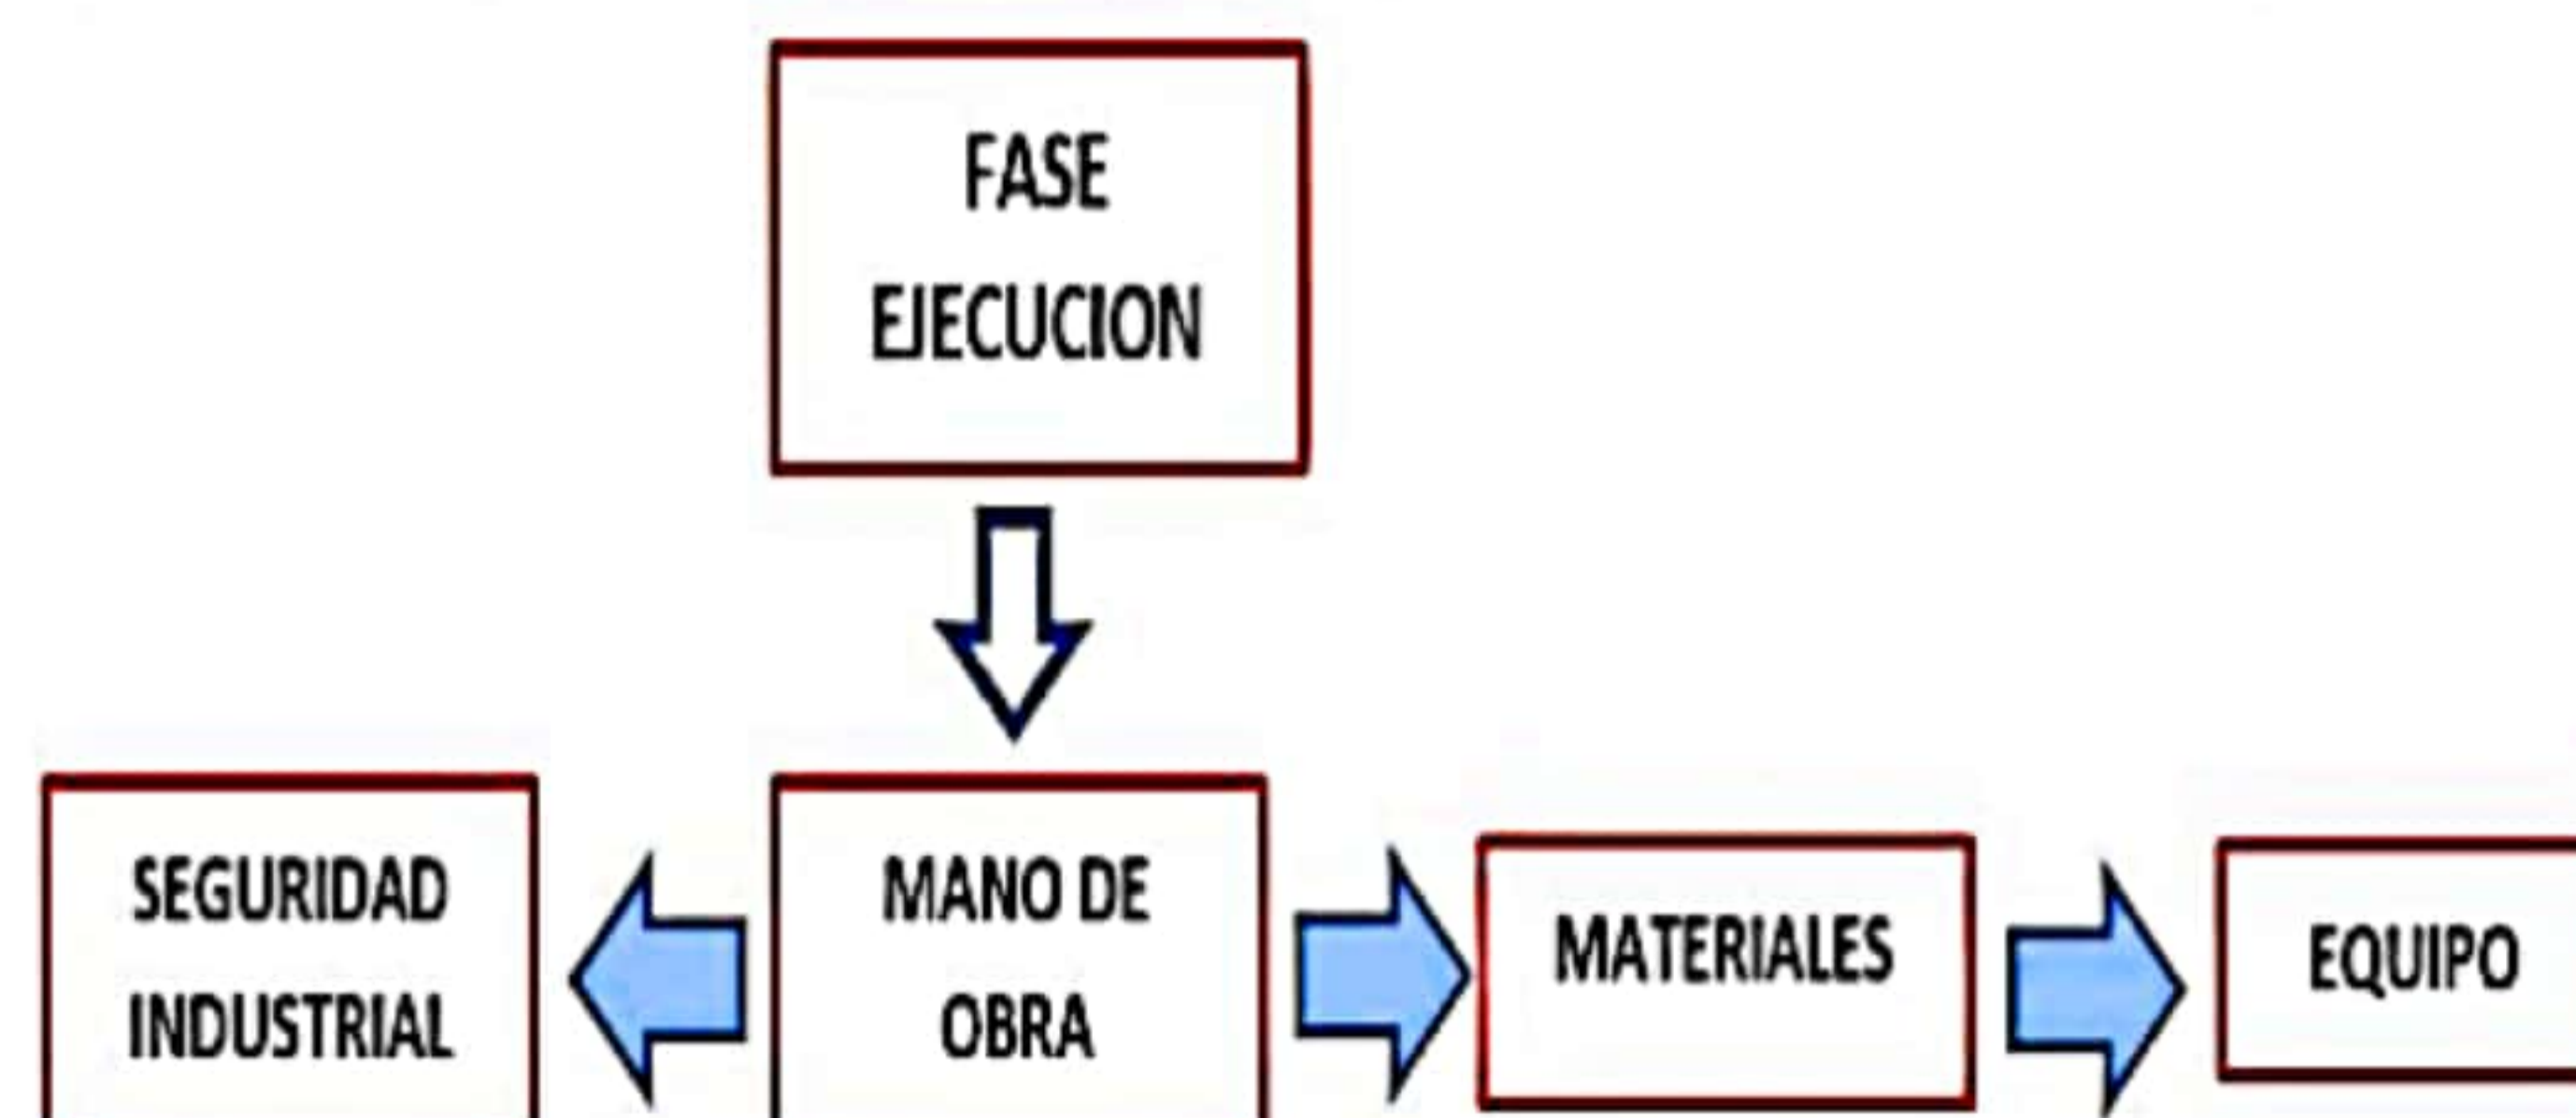 FASE
EJECUCION
SEGURIDAD
INDUSTRIAL
MANO DE
OBRA
MATERIALES
EQUIPO